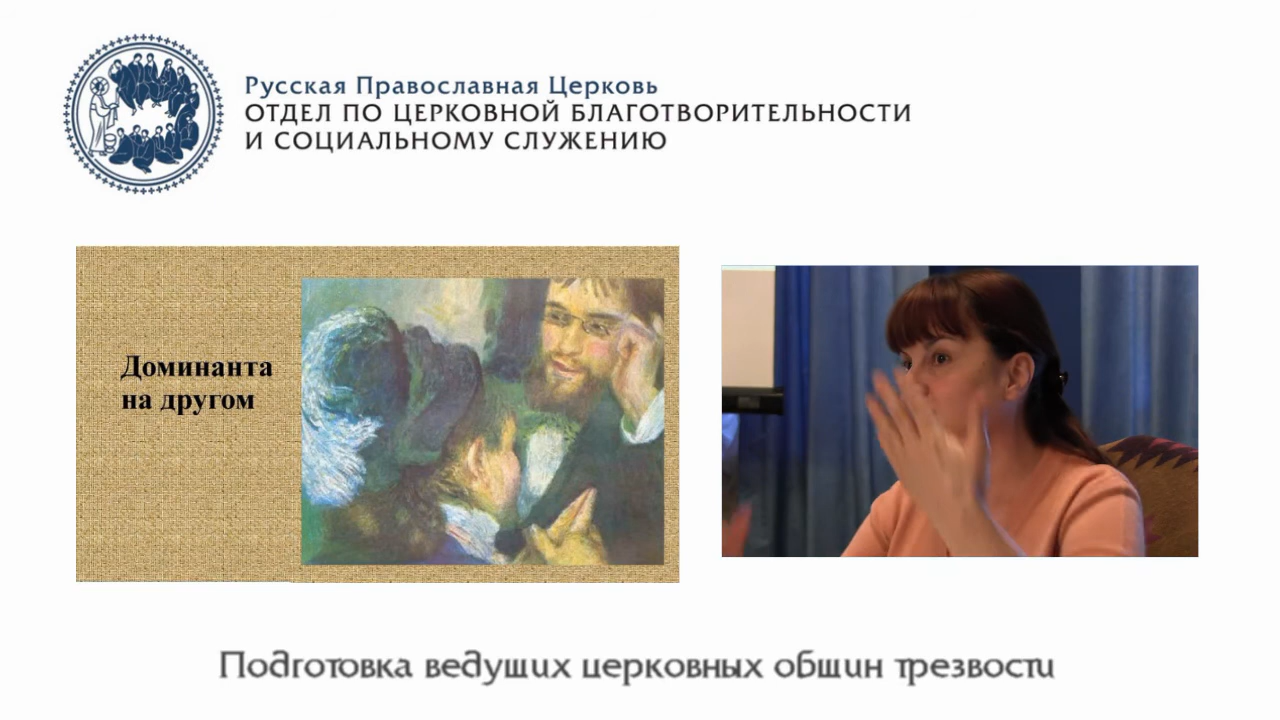 Русская Православная Церковь
ОТДЕЛ ПО ЦЕРКОВНОЙ БЛАГОТВОРИТЕЛЬНОСТИ
И СОЦИАЛЬНОМУ СЛУЖЕНИЮ
Доминанта
на другом
Подготовка ведущих церковных общин трезвости